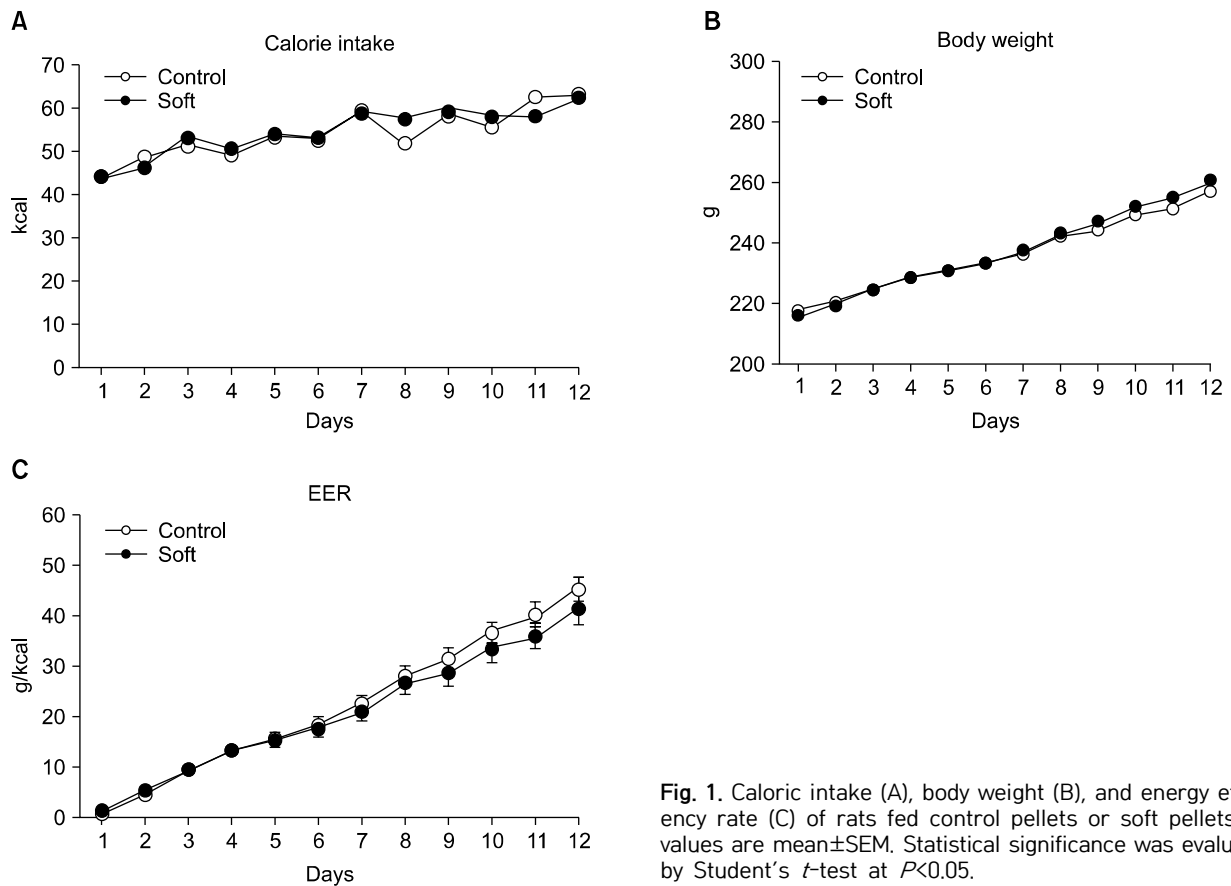 A
Calorie intake
Control
Soft
70
60
50
40
30
20
10
0
kcal
1 2 3 4 5 6 7 8 9 10 11 12
Days
B
Body weight
Control
Soft
300
280
260
240
220
200
g
1 2 3 4 5 6 7 8 9 10 11 12
Days
C
EER
Control
Soft
60
50
40
30
20
10
0
g/kcal
1 2 3 4 5 6 7 8 9 10 11 12
Days
Fig. 1. Caloric intake (A), body weight (B), and energy e
ency rate (C) of rats fed control pellets or soft pellets
values are mean±SEM. Statistical significance was evalu
by Student's t-test at P<0.05.